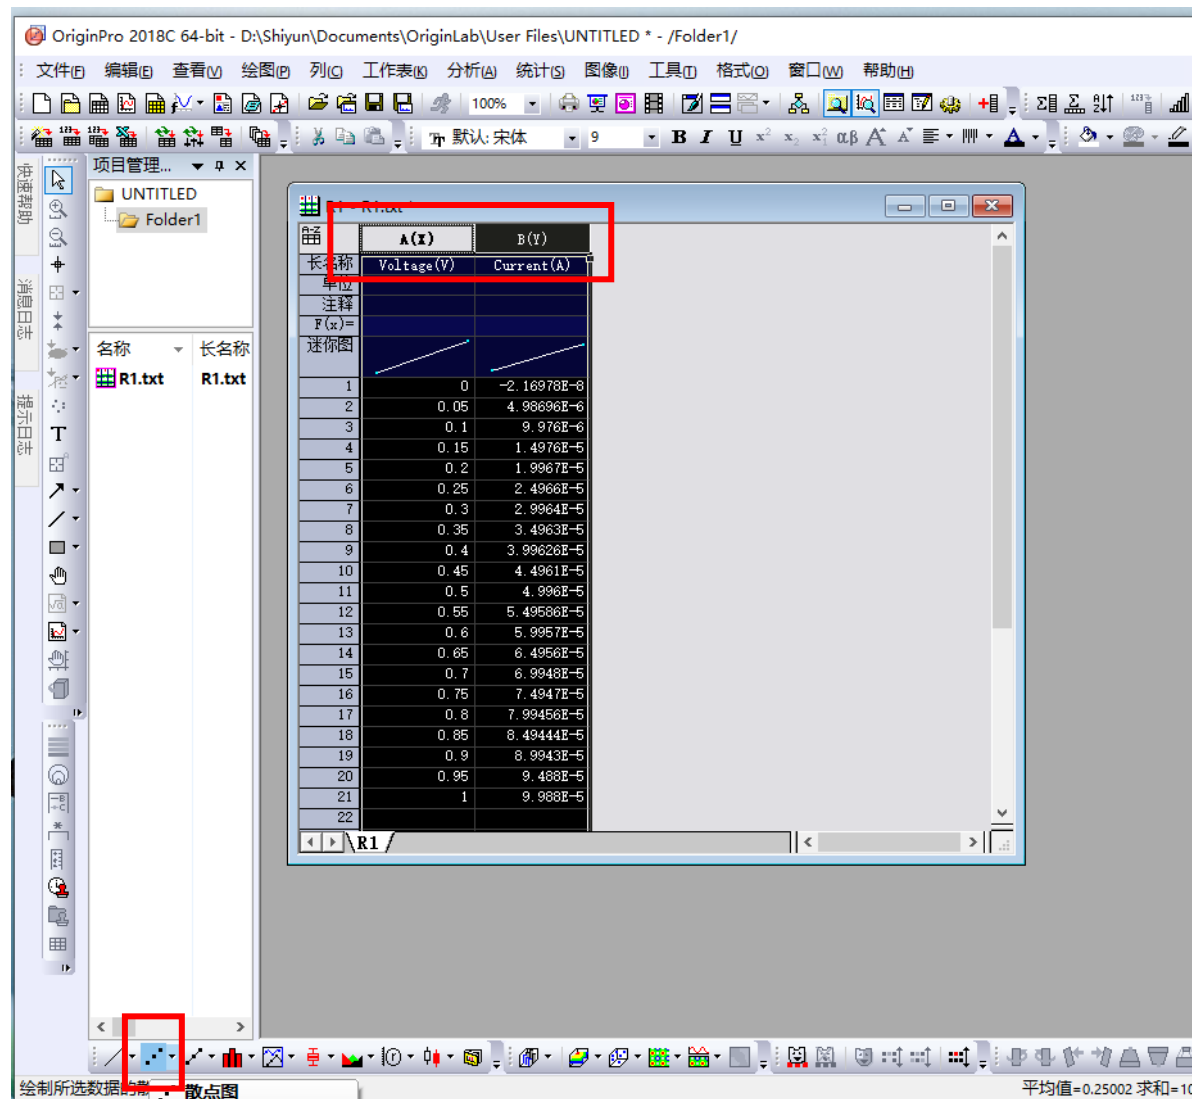 OriginPro 2018C 64-bit - D:\Shiyun\Documents\OriginLab\User Files\UNTITLED * - /Folder1/
文件(F) 编辑(E) 查看(V) 绘图(P) 列(C) 工作表(K) 分析(A) 统计(S) 图像(I) 工具(T) 格式(O) 窗口(W) 帮助(H)
100%
默认: 宋体 9 B I U
快速帮助
消息日志
提示日志
项目管理...
UNTITLED
Folder1
名称 长名称
R1.txt R1.txt
A(X) B(Y)
长名称 Voltage(V) Current(A)
单位
注释
F(x)=
迷你图
1 0 -2.16978E-8
2 0.05 4.98696E-6
3 0.1 9.976E-6
4 0.15 1.4976E-5
5 0.2 1.9967E-5
6 0.25 2.4966E-5
7 0.3 2.9964E-5
8 0.35 3.4963E-5
9 0.4 3.99626E-5
10 0.45 4.4961E-5
11 0.5 4.996E-5
12 0.55 5.49586E-5
13 0.6 5.9957E-5
14 0.65 6.4956E-5
15 0.7 6.9948E-5
16 0.75 7.4947E-5
17 0.8 7.99456E-5
18 0.85 8.49444E-5
19 0.9 8.9943E-5
20 0.95 9.488E-5
21 1 9.988E-5
22
R1
绘制所选数据的散
散点图
平均值=0.25002 求和=10